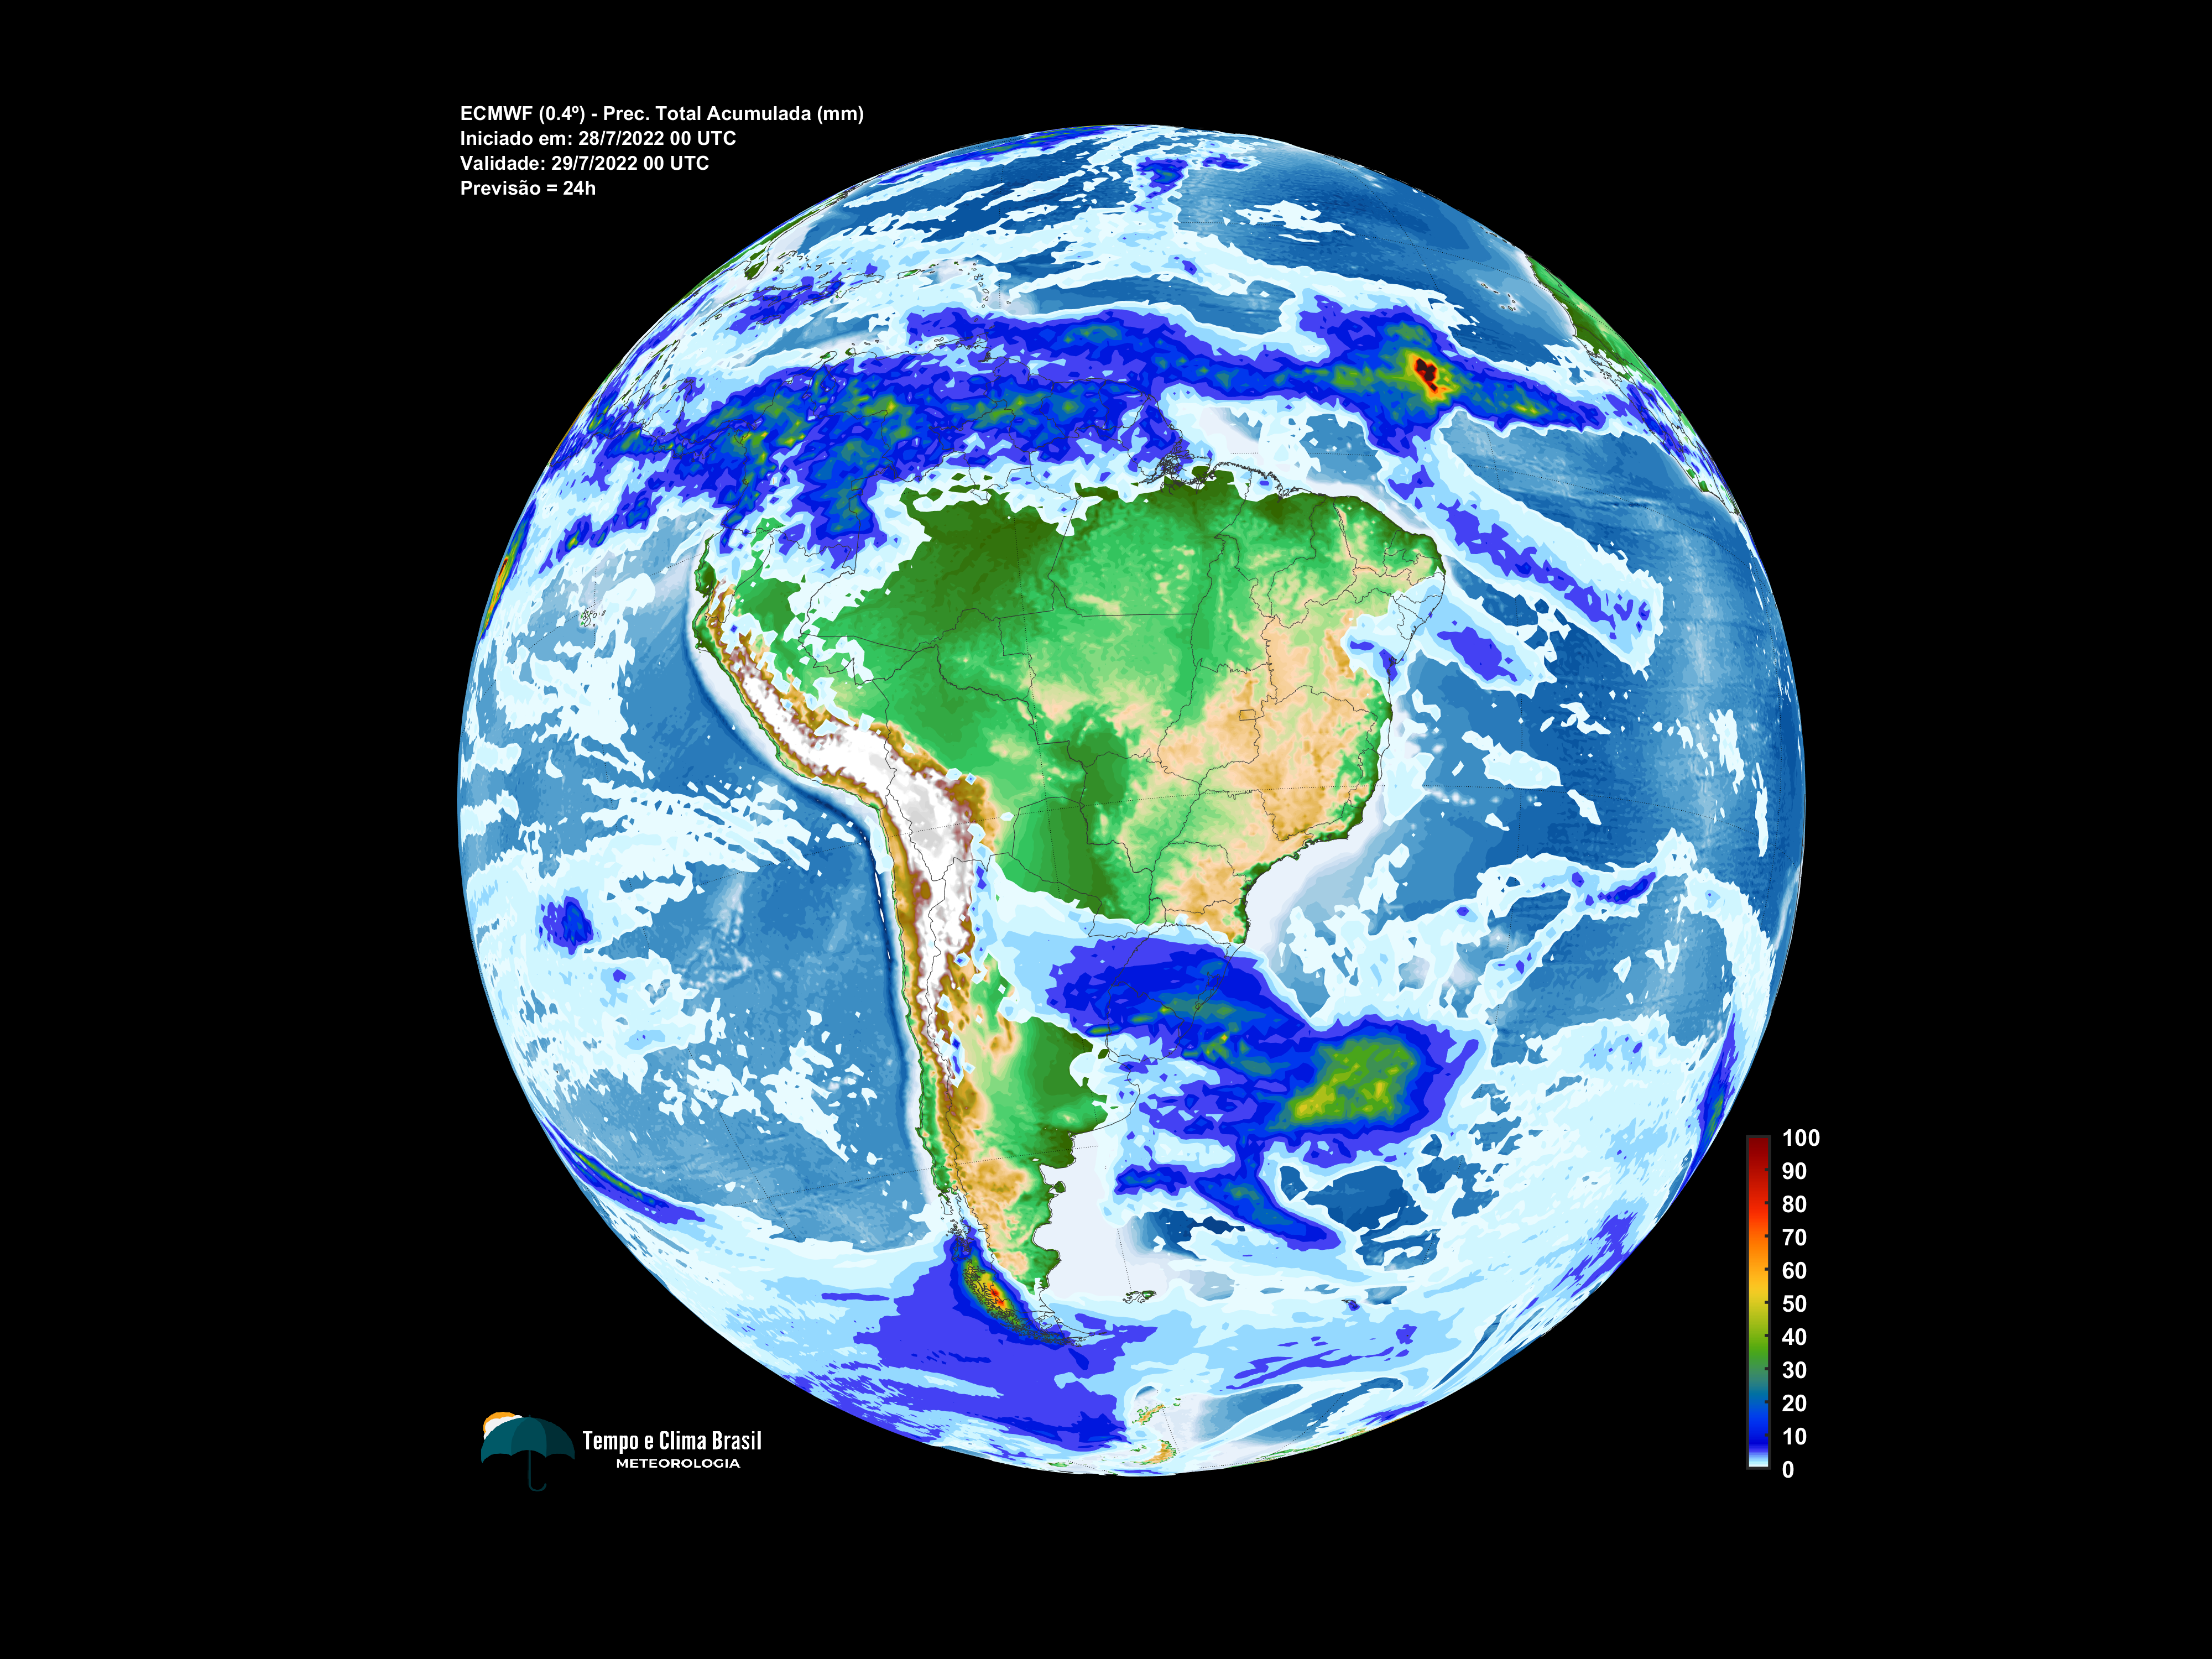 ECMWF (0.4º) - Prec. Total Acumulada (mm)
Iniciado em: 28/7/2022 00 UTC
Validade: 29/7/2022 00 UTC
Previsão = 24h
100
90
80
70
60
50
40
30
20
10
0
Tempo e Clima Brasil
METEOROLOGIA